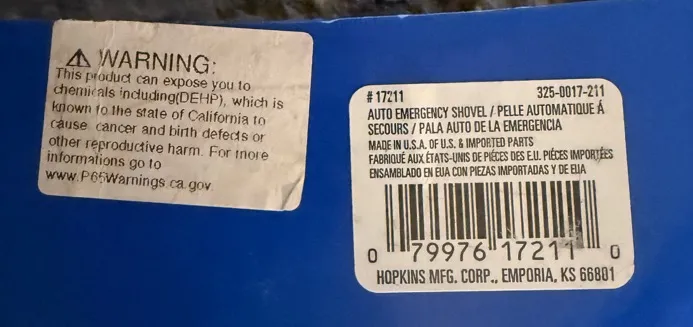 ⚠ WARNING:
This product can expose you to
chemicals including(DEHP), which is
known to the state of California to
cause cancer and birth defects or
other reproductive harm. For more
informations go to
www.P65Warnings.ca.gov
#17211 325-0017-211
AUTO EMERGENCY SHOVEL / PELLE AUTOMATIQUE Á
SECOURS / PALA AUTO DE LA EMERGENCIA
MADE IN U.S.A. OF U.S. & IMPORTED PARTS
FABRIQUÉ AUX ÉTATS-UNIS DE PIÉCES DES E.U. PIÉCES IMPORTÉES
ENSAMBLADO EN EUA CON PIEZAS IMPORTADAS Y DE EUA
0 79976 17211 0
HOPKINS MFG. CORP., EMPORIA, KS 66801